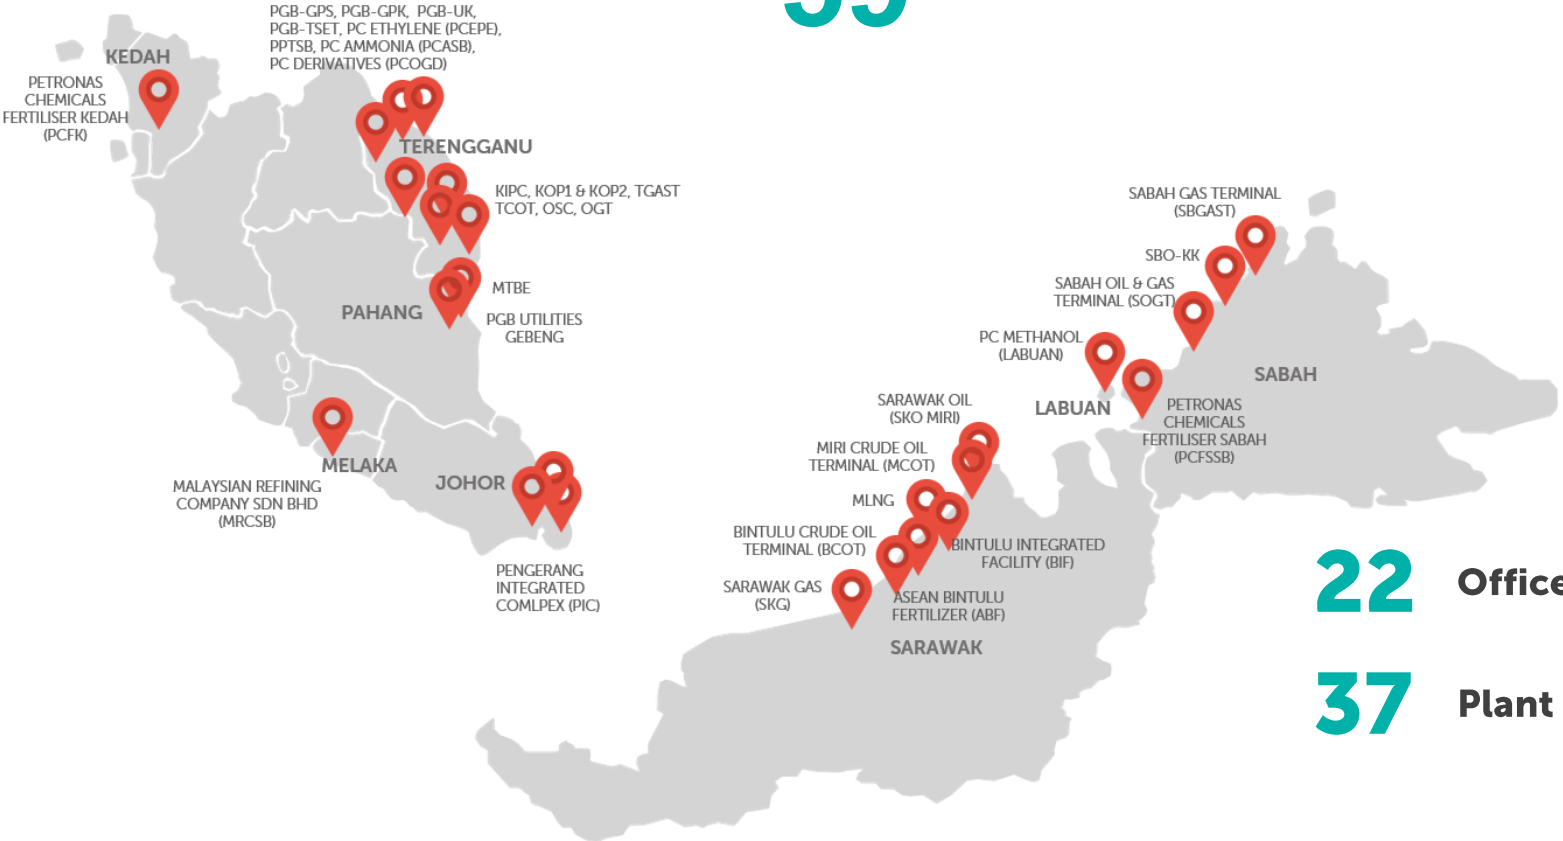 59
PGB-GPS, PGB-GPK, PGB-UK,
PGB-TSET, PC ETHYLENE (PCEPE),
PPTSB, PC AMMONIA (PCASB),
PC DERIVATIVES (PCOGD)
KEDAH
PETRONAS
CHEMICALS
FERTILISER KEDAH
(PCFK)
TERENGGANU
KIPC, KOP1 & KOP2, TGAST
TCOT, OSC, OGT
MTBE
PAHANG
PGB UTILITIES
GEBENG
MELAKA
MALAYSIAN REFINING
COMPANY SDN BHD
(MRCSB)
JOHOR
PENGERANG
INTEGRATED
COMLPEX (PIC)
SABAH GAS TERMINAL
(SBGAST)
SBO-KK
SABAH OIL & GAS
TERMINAL (SOGT)
PC METHANOL
(LABUAN)
SABAH
LABUAN
PETRONAS
CHEMICALS
FERTILISER SABAH
(PCFSSB)
SARAWAK OIL
(SKO MIRI)
MIRI CRUDE OIL
TERMINAL (MCOT)
MLNG
BINTULU CRUDE OIL
TERMINAL (BCOT)
BINTULU INTEGRATED
FACILITY (BIF)
SARAWAK GAS
(SKG)
ASEAN BINTULU
FERTILIZER (ABF)
SARAWAK
22 Office
37 Plant